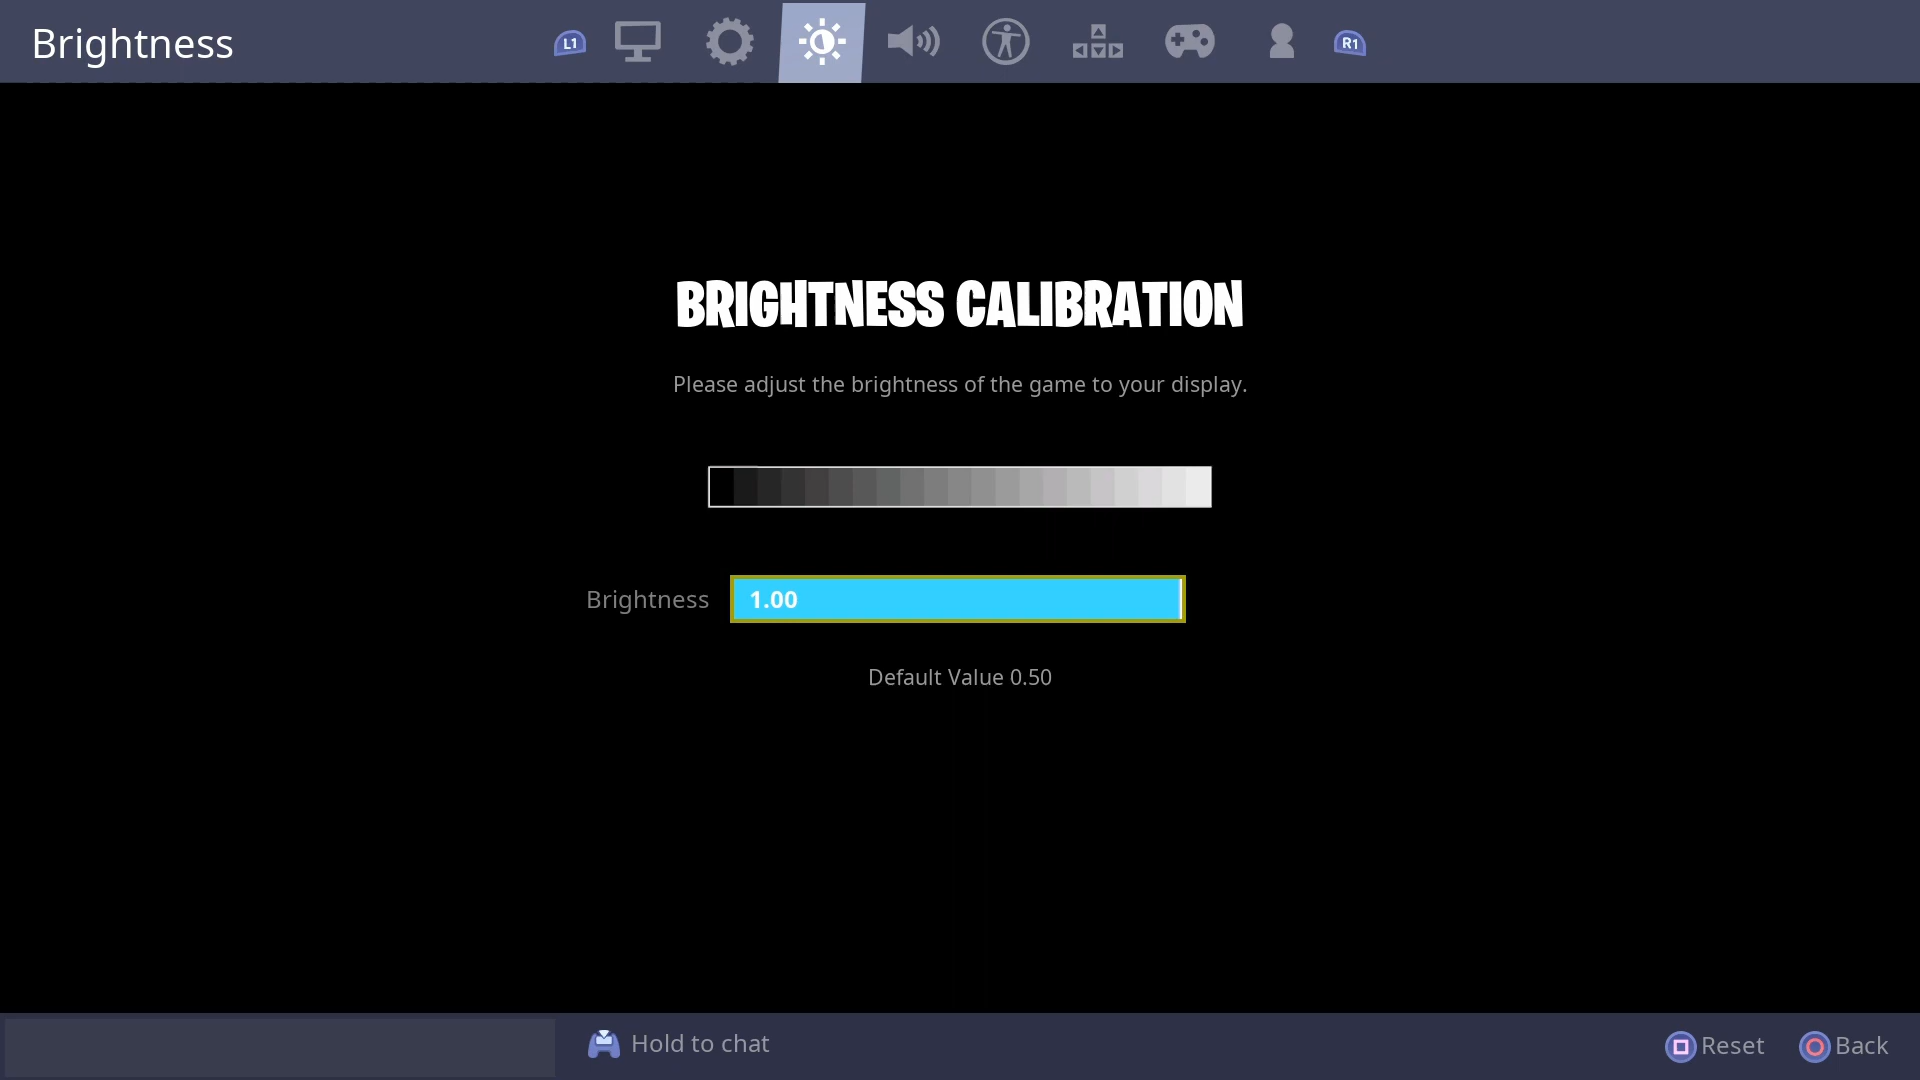 Brightness
L1
R1
BRIGHTNESS CALIBRATION
Please adjust the brightness of the game to your display.
Brightness
1.00
Default Value 0.50
Hold to chat
Reset
Back